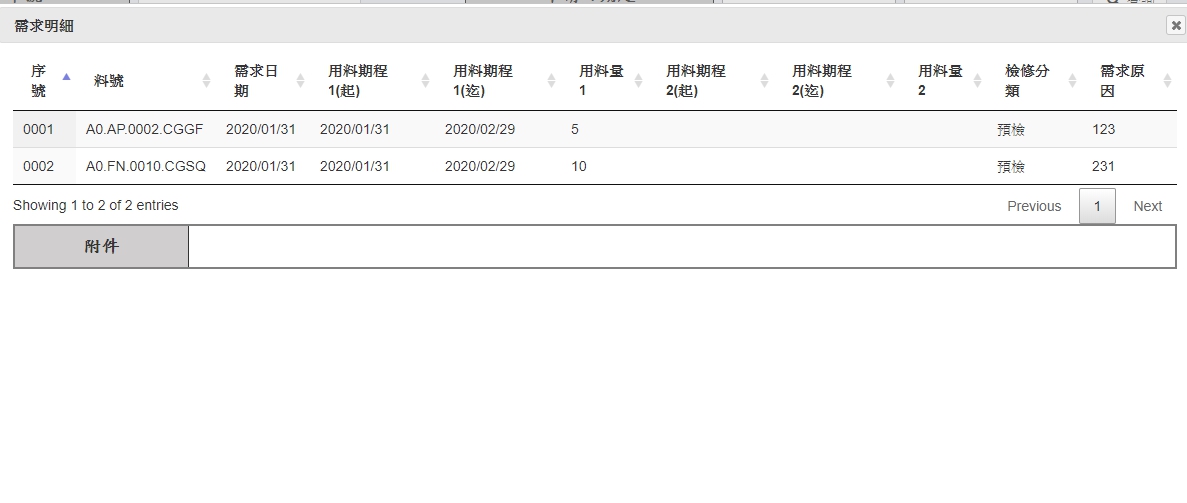 需求明細
序號 料號 需求日期 用料期程1(起) 用料期程1(迄) 用料量1 用料期程2(起) 用料期程2(迄) 用料量2 檢修分類 需求原因
0001 A0.AP.0002.CGGF 2020/01/31 2020/01/31 2020/02/29 5 預檢 123
0002 A0.FN.0010.CGSQ 2020/01/31 2020/01/31 2020/02/29 10 預檢 231
Showing 1 to 2 of 2 entries Previous 1 Next
附件